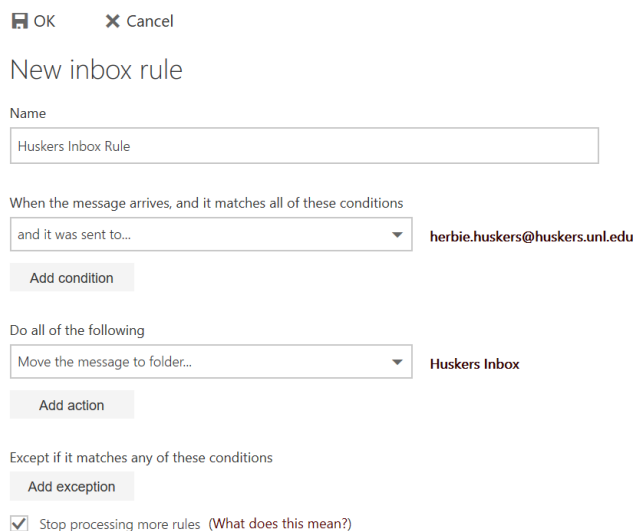 OK Cancel
New inbox rule
Name
Huskers Inbox Rule
When the message arrives, and it matches all of these conditions
and it was sent to... herbie.huskers@huskers.unl.edu
Add condition
Do all of the following
Move the message to folder... Huskers Inbox
Add action
Except if it matches any of these conditions
Add exception
Stop processing more rules (What does this mean?)